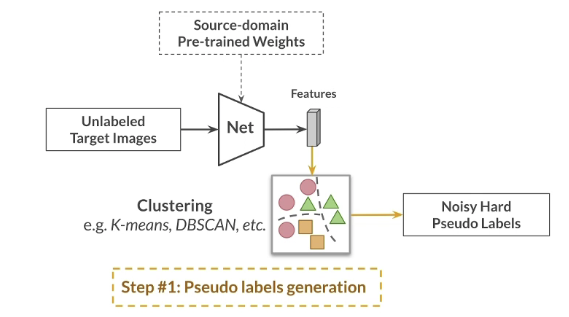 Source-domain
Pre-trained Weights
Features
Unlabeled
Target Images
Net
Clustering
e.g. K-means, DBSCAN, etc.
Noisy Hard
Pseudo Labels
Step #1: Pseudo labels generation